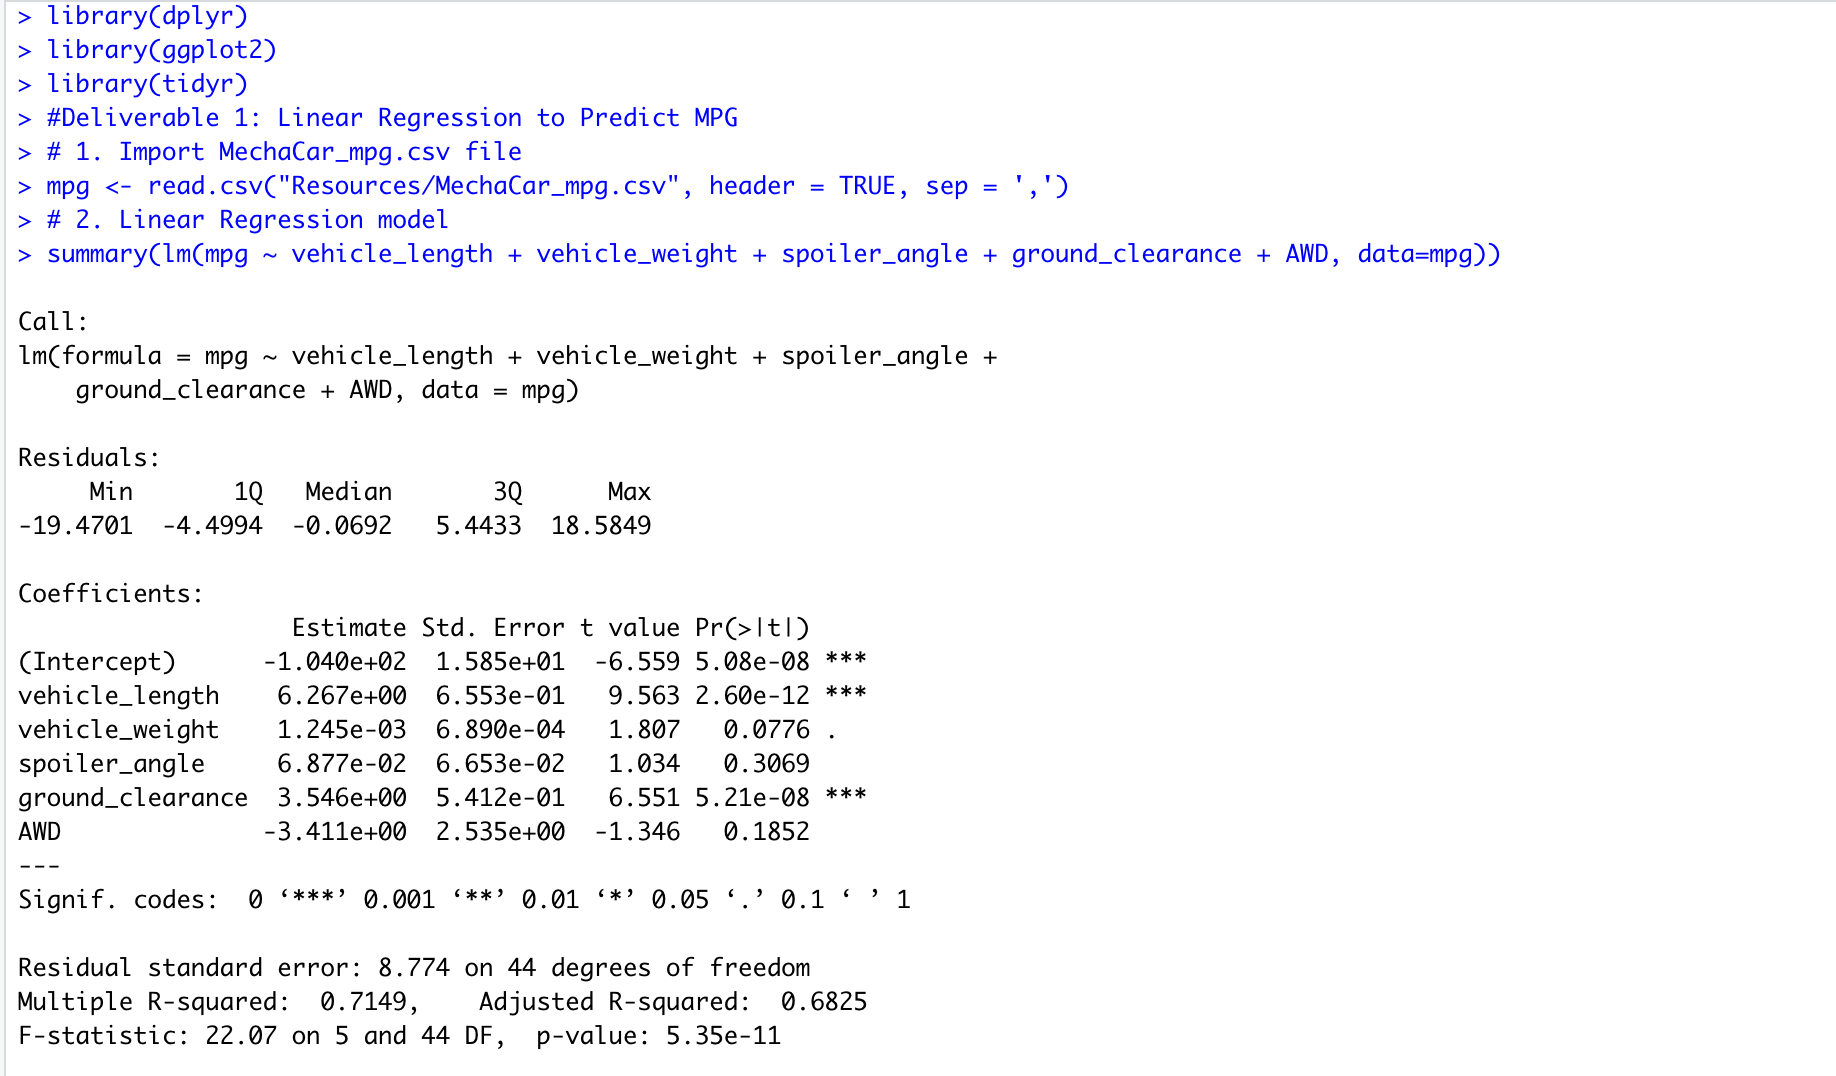 > library(dplyr)
> library(ggplot2)
> library(tidyr)
> #Deliverable 1: Linear Regression to Predict MPG
> # 1. Import MechaCar_mpg.csv file
> mpg <- read.csv("Resources/MechaCar_mpg.csv", header = TRUE, sep = ',')
> # 2. Linear Regression model
> summary(lm(mpg ~ vehicle_length + vehicle_weight + spoiler_angle + ground_clearance + AWD, data=mpg))
Call:
lm(formula = mpg ~ vehicle_length + vehicle_weight + spoiler_angle +
    ground_clearance + AWD, data = mpg)
Residuals:
     Min       1Q   Median       3Q      Max
-19.4701  -4.4994  -0.0692   5.4433  18.5849
Coefficients:
                   Estimate Std. Error t value Pr(>|t|)
(Intercept)      -1.040e+02  1.585e+01  -6.559 5.08e-08 ***
vehicle_length    6.267e+00  6.553e-01   9.563 2.60e-12 ***
vehicle_weight    1.245e-03  6.890e-04   1.807   0.0776 .
spoiler_angle     6.877e-02  6.653e-02   1.034   0.3069
ground_clearance  3.546e+00  5.412e-01   6.551 5.21e-08 ***
AWD              -3.411e+00  2.535e+00  -1.346   0.1852
---
Signif. codes:  0 ‘***’ 0.001 ‘**’ 0.01 ‘*’ 0.05 ‘.’ 0.1 ‘ ’ 1
Residual standard error: 8.774 on 44 degrees of freedom
Multiple R-squared:  0.7149,    Adjusted R-squared:  0.6825
F-statistic: 22.07 on 5 and 44 DF,  p-value: 5.35e-11